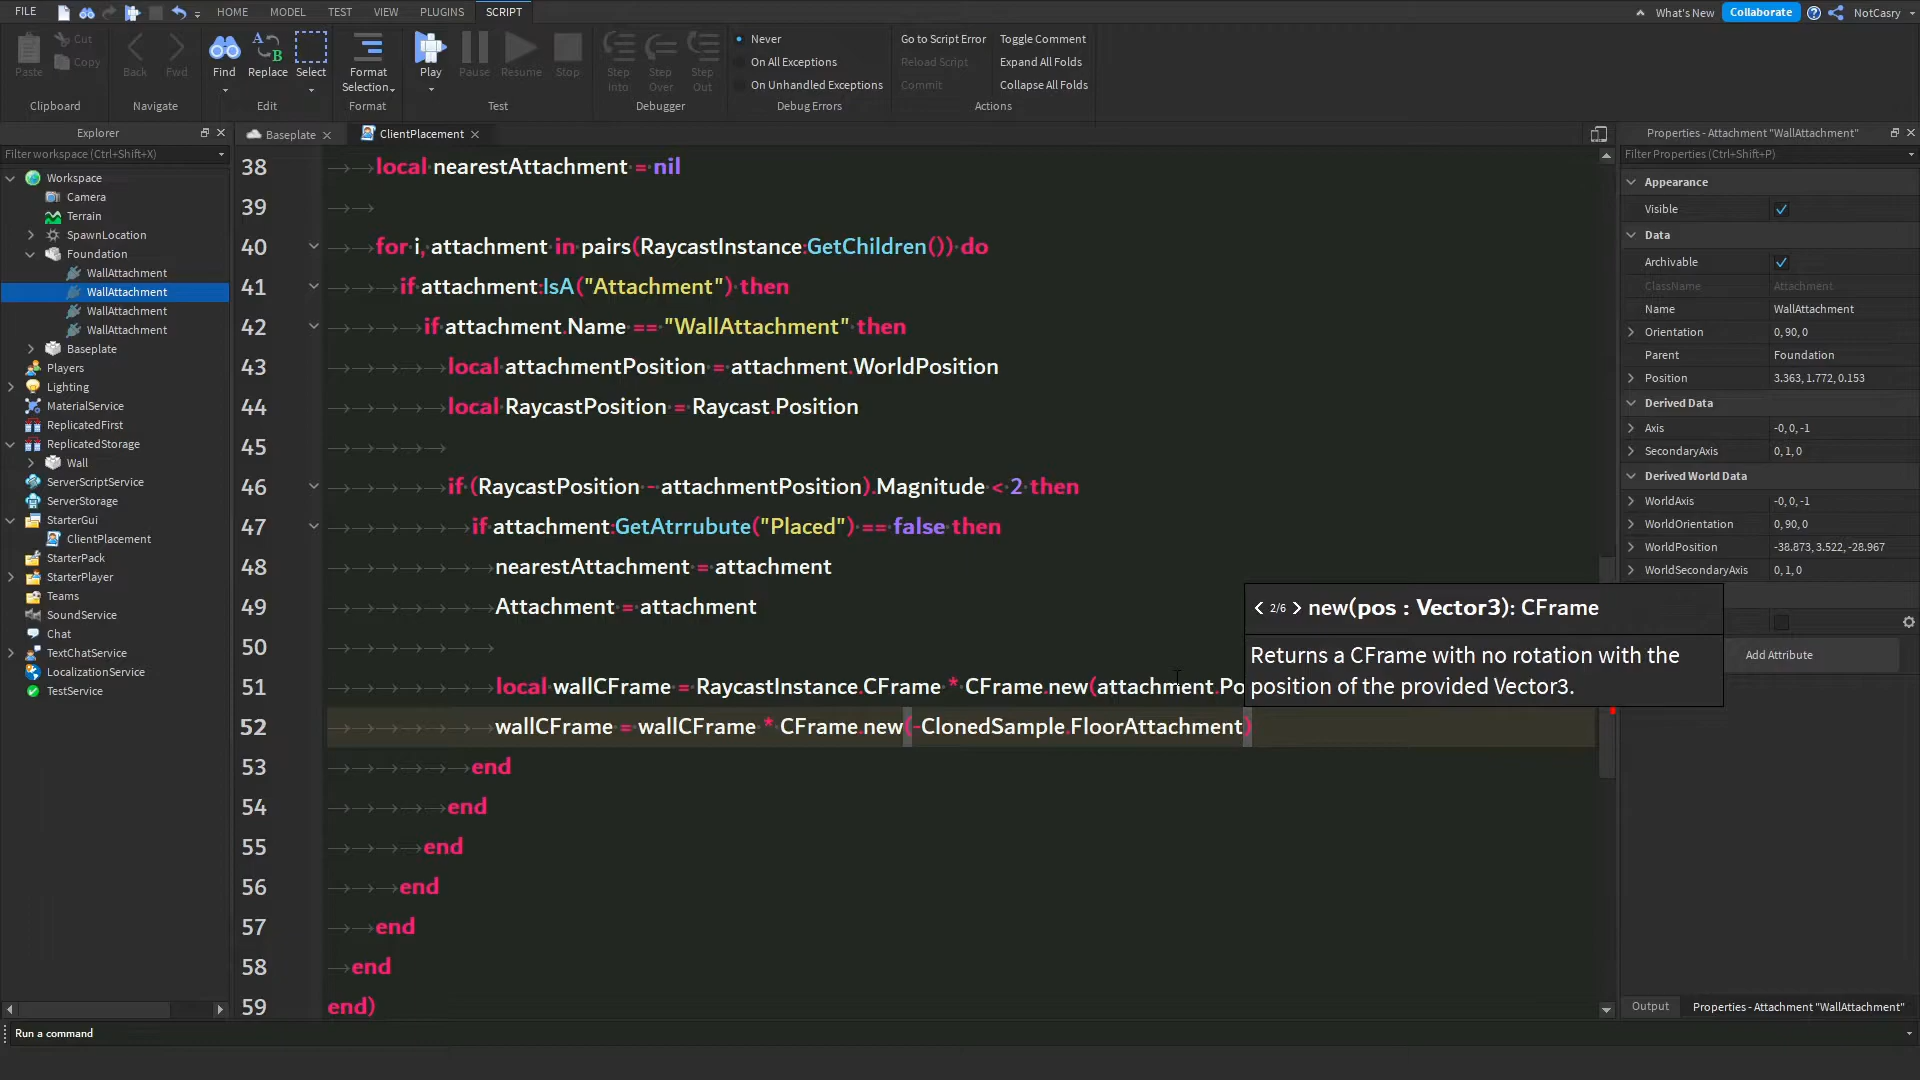 FILE HOME MODEL TEST VIEW PLUGINS SCRIPT What's New Collaborate NotCasry
Paste Cut Copy Back Fwd Find Replace Select Format Selection Play Pause Resume Stop Step Into Step Over Step Out
Never Go to Script Error Toggle Comment
On All Exceptions Reload Script Expand All Folds
On Unhandled Exceptions Commit Collapse All Folds
Clipboard Navigate Edit Format Test Debugger Debug Errors Actions
Explorer
Filter workspace (Ctrl+Shift+X)
Workspace
Camera
Terrain
SpawnLocation
Foundation
WallAttachment
WallAttachment
WallAttachment
WallAttachment
Baseplate
Players
Lighting
MaterialService
ReplicatedFirst
ReplicatedStorage
Wall
ServerScriptService
ServerStorage
StarterGui
ClientPlacement
StarterPack
StarterPlayer
Teams
SoundService
Chat
TextChatService
LocalizationService
TestService
Baseplate ClientPlacement
38 local nearestAttachment = nil
39
40 for i, attachment in pairs(RaycastInstance:GetChildren()) do
41 if attachment:IsA("Attachment") then
42 if attachment.Name == "WallAttachment" then
43 local attachmentPosition = attachment.WorldPosition
44 local RaycastPosition = Raycast.Position
45
46 if (RaycastPosition - attachmentPosition).Magnitude < 2 then
47 if attachment:GetAtrrubute("Placed") == false then
48 nearestAttachment = attachment
49 Attachment = attachment
50
51 local wallCFrame = RaycastInstance.CFrame * CFrame.new(attachment.Po
52 wallCFrame = wallCFrame * CFrame.new(-ClonedSample.FloorAttachment)
53 end
54 end
55 end
56 end
57 end
58 end
59 end)
< 2/6 > new(pos : Vector3): CFrame
Returns a CFrame with no rotation with the
position of the provided Vector3.
Properties - Attachment "WallAttachment"
Filter Properties (Ctrl+Shift+P)
Appearance
Visible
Data
Archivable
ClassName Attachment
Name WallAttachment
Orientation 0, 90, 0
Parent Foundation
Position 3.363, 1.772, 0.153
Derived Data
Axis -0, 0, -1
SecondaryAxis 0, 1, 0
Derived World Data
WorldAxis -0, 0, -1
WorldOrientation 0, 90, 0
WorldPosition -38.873, 3.522, -28.967
WorldSecondaryAxis 0, 1, 0
Add Attribute
Output Properties - Attachment "WallAttachment"
Run a command